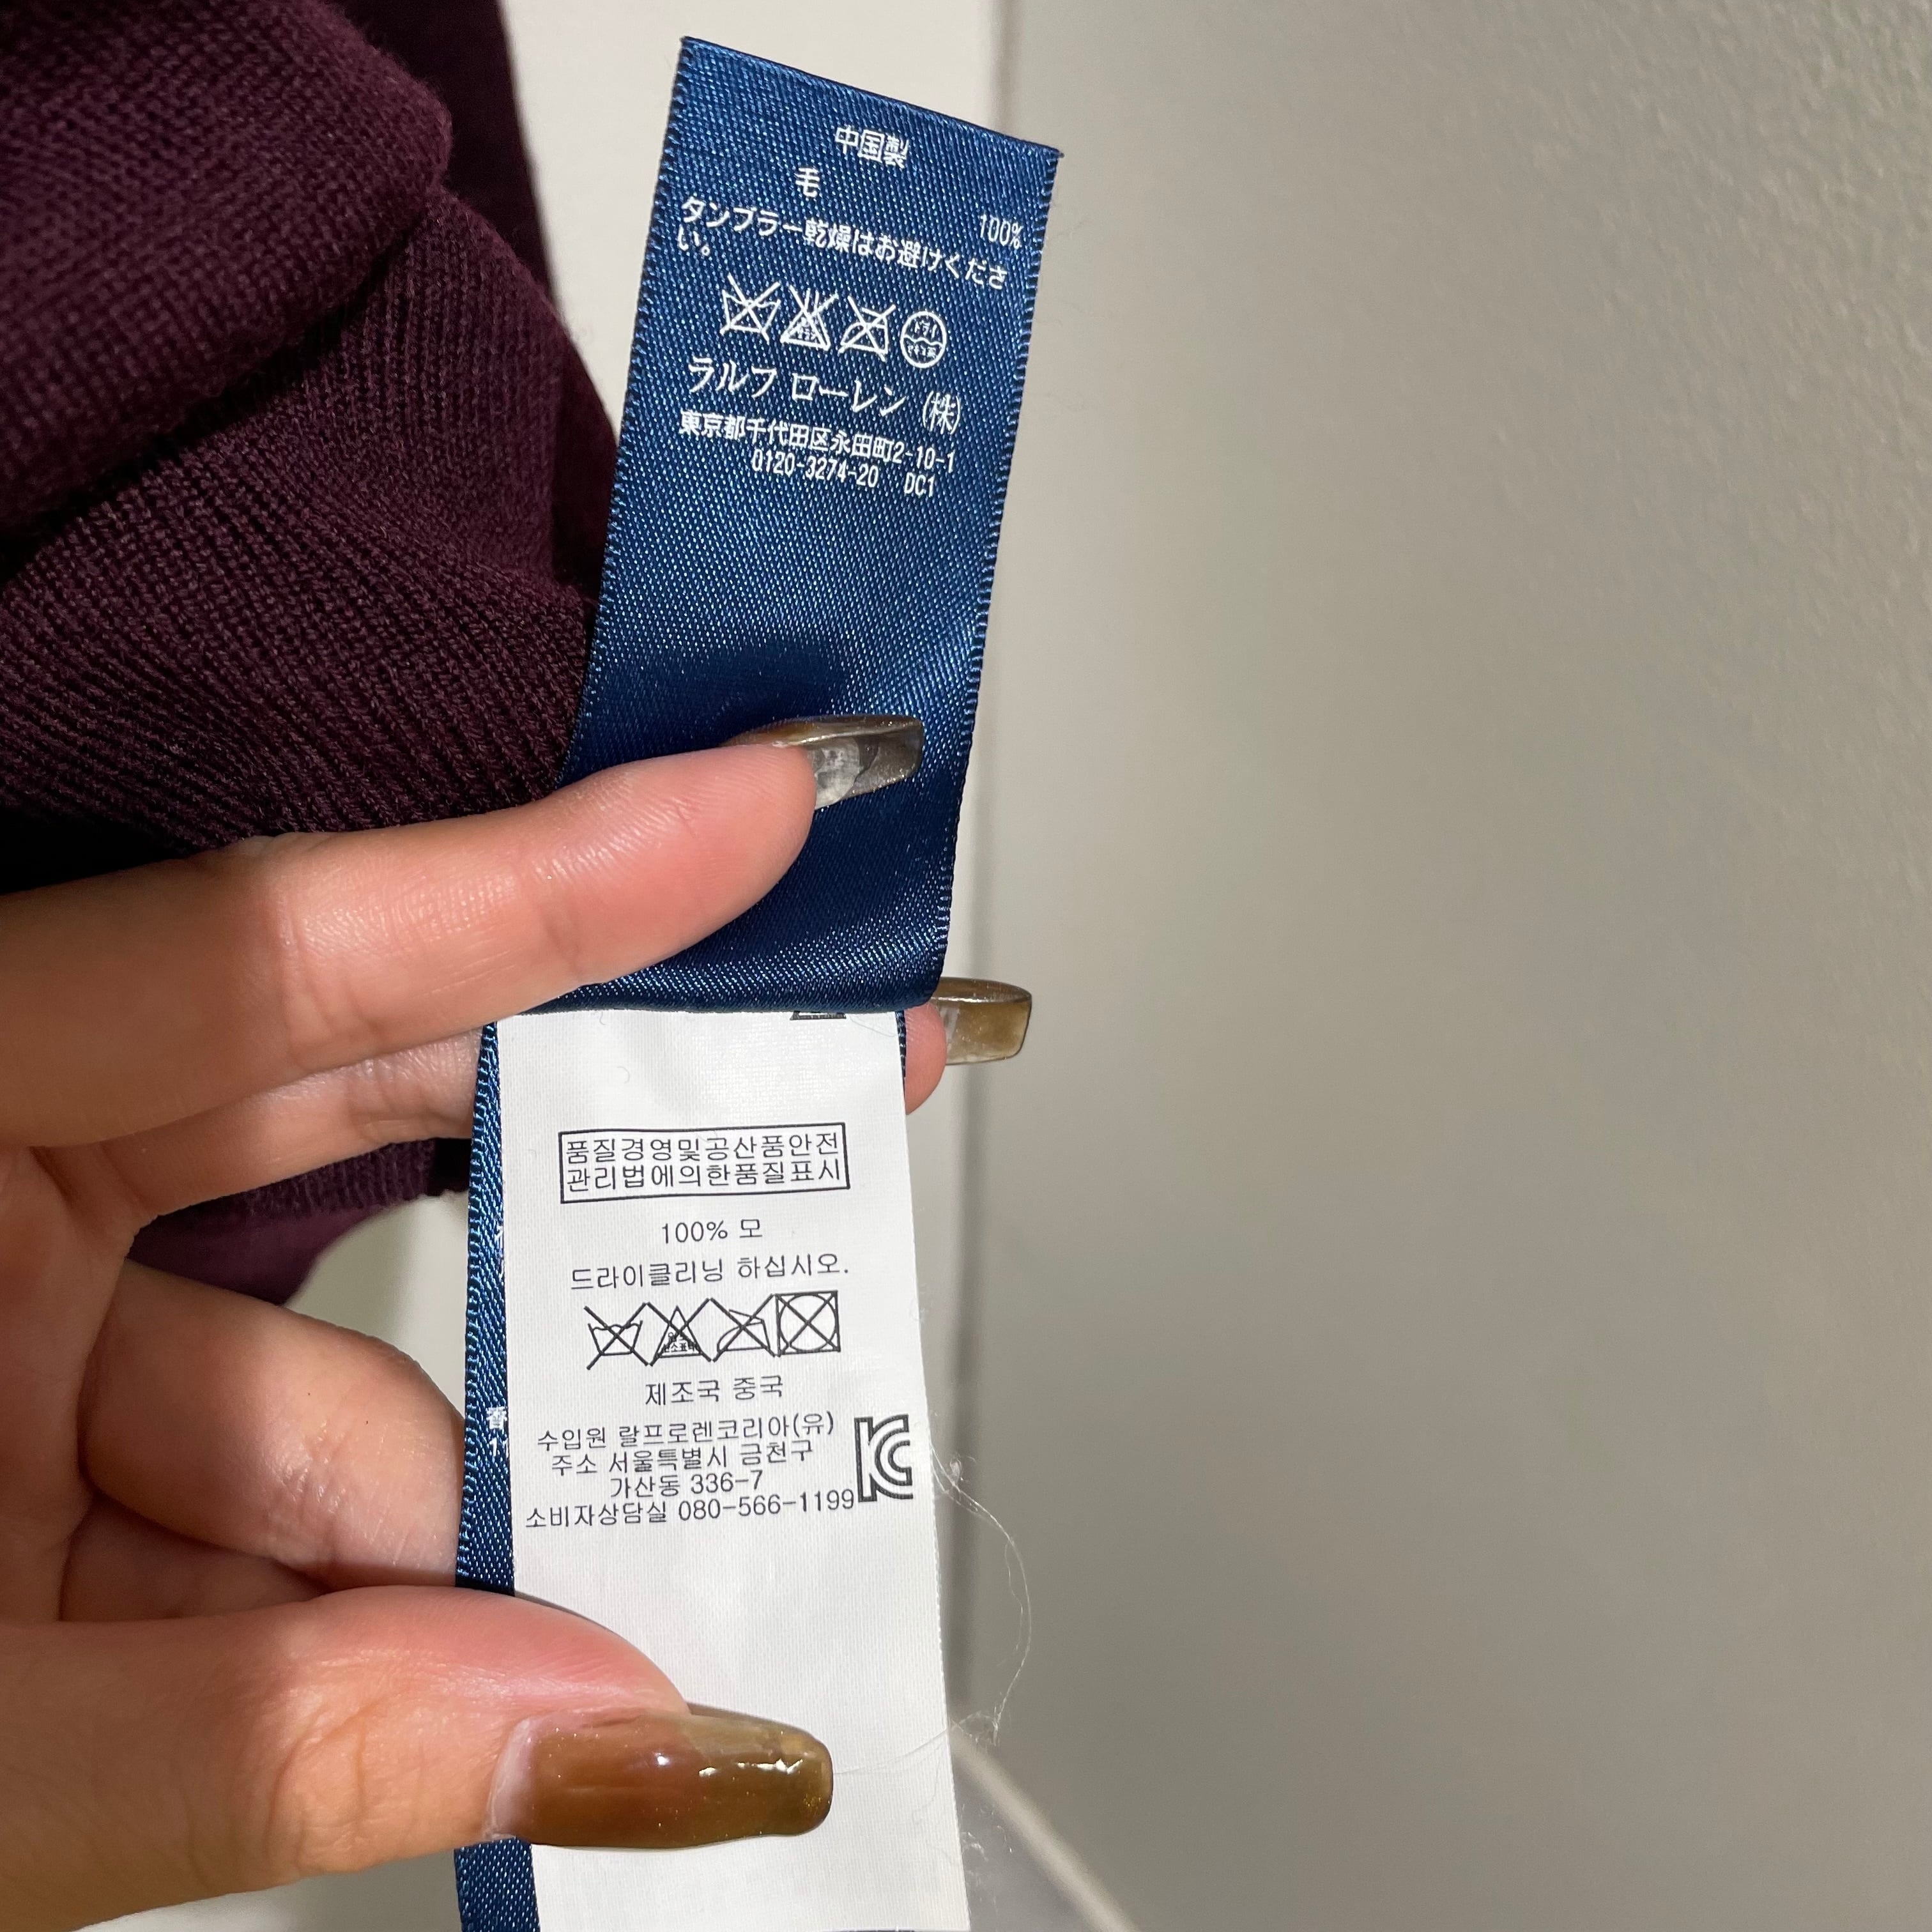 中国製
毛 100%
タンブラー乾燥はお避けくださ
い。
ドライ
ラルフ ローレン (株)
東京都千代田区永田町2-10-1
0120-3274-20 DC1
품질경영및공산품안전
관리법에의한품질표시
100% 모
드라이클리닝 하십시오.
제조국 중국
수입원 랄프로렌코리아(유)
주소 서울특별시 금천구
가산동 336-7
소비자상담실 080-566-1199